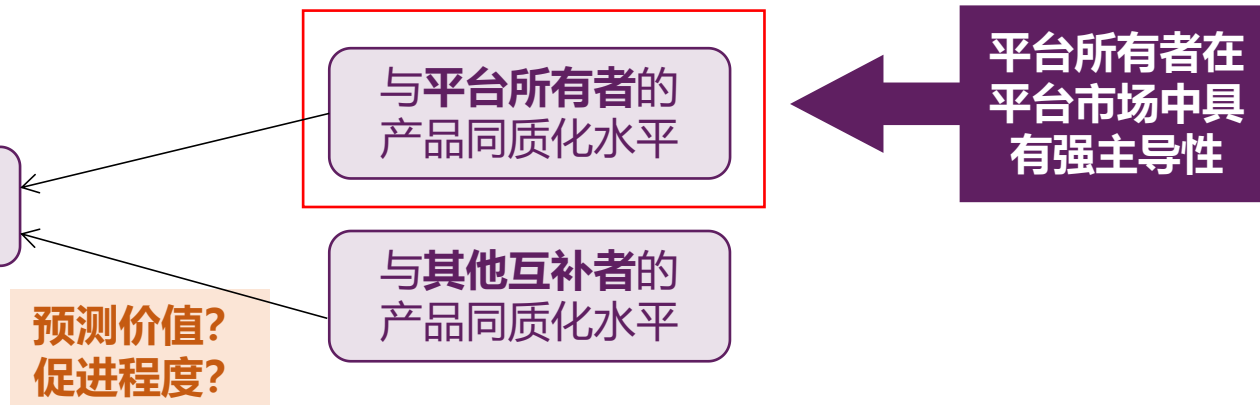 与平台所有者的
产品同质化水平
平台所有者在
平台市场中具
有强主导性
与其他互补者的
产品同质化水平
预测价值?
促进程度?